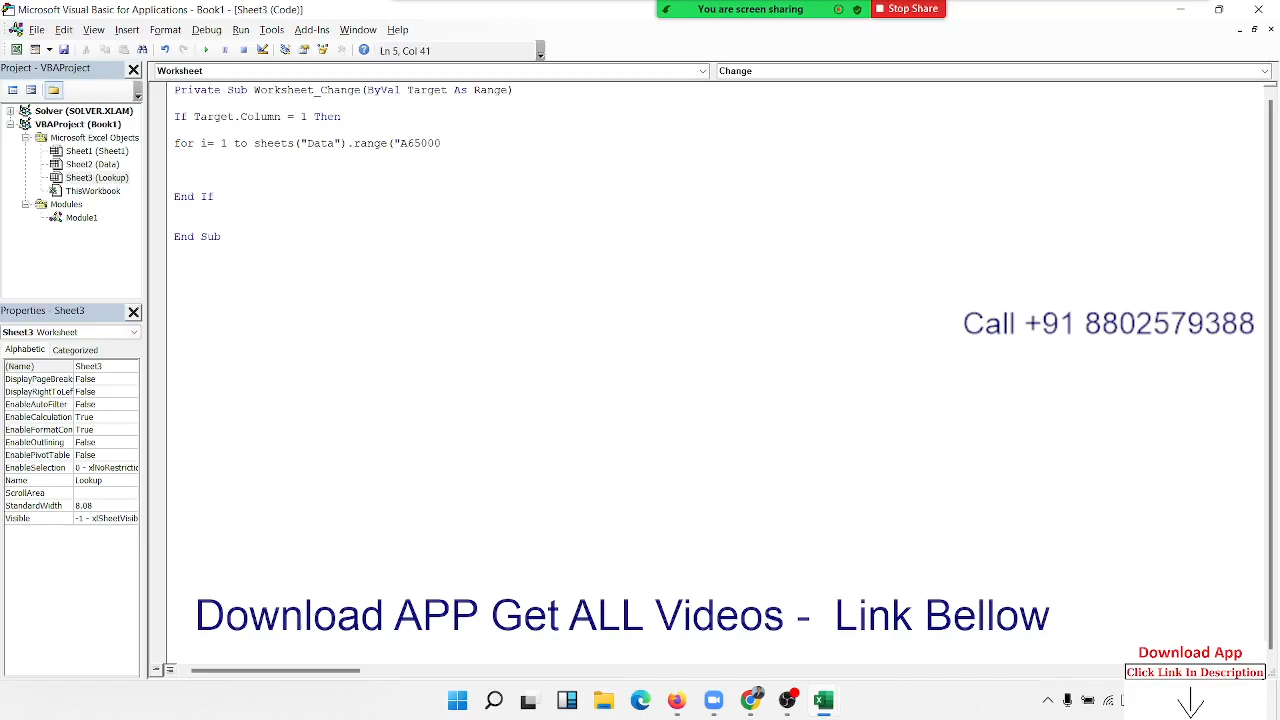 Microsoft Visual Basic for Applications - Book1 - [Sheet3 (Code)]
You are screen sharing
Stop Share
File Edit View Insert Format Debug Run Tools Add-Ins Window Help
Ln 5, Col 41
Project - VBAProject
Worksheet
Change
Solver (SOLVER.XLAM)
VBAProject (Book1)
Microsoft Excel Objects
Sheet1 (Sheet1)
Sheet2 (Data)
Sheet3 (Lookup)
ThisWorkbook
Modules
Module1
Private Sub Worksheet_Change(ByVal Target As Range)
If Target.Column = 1 Then
for i= 1 to sheets("Data").range("A65000
End If
End Sub
Properties - Sheet3
Sheet3 Worksheet
Alphabetic Categorized
(Name) Sheet3
DisplayPageBreak False
DisplayRightToLef False
EnableAutoFilter False
EnableCalculation True
EnableFormatCon True
EnableOutlining False
EnablePivotTable False
EnableSelection 0 - xlNoRestrictic
Name Lookup
ScrollArea
StandardWidth 8.08
Visible -1 - xlSheetVisib
Call +91 8802579388
Download APP Get ALL Videos - Link Bellow
Download App
Click Link In Description